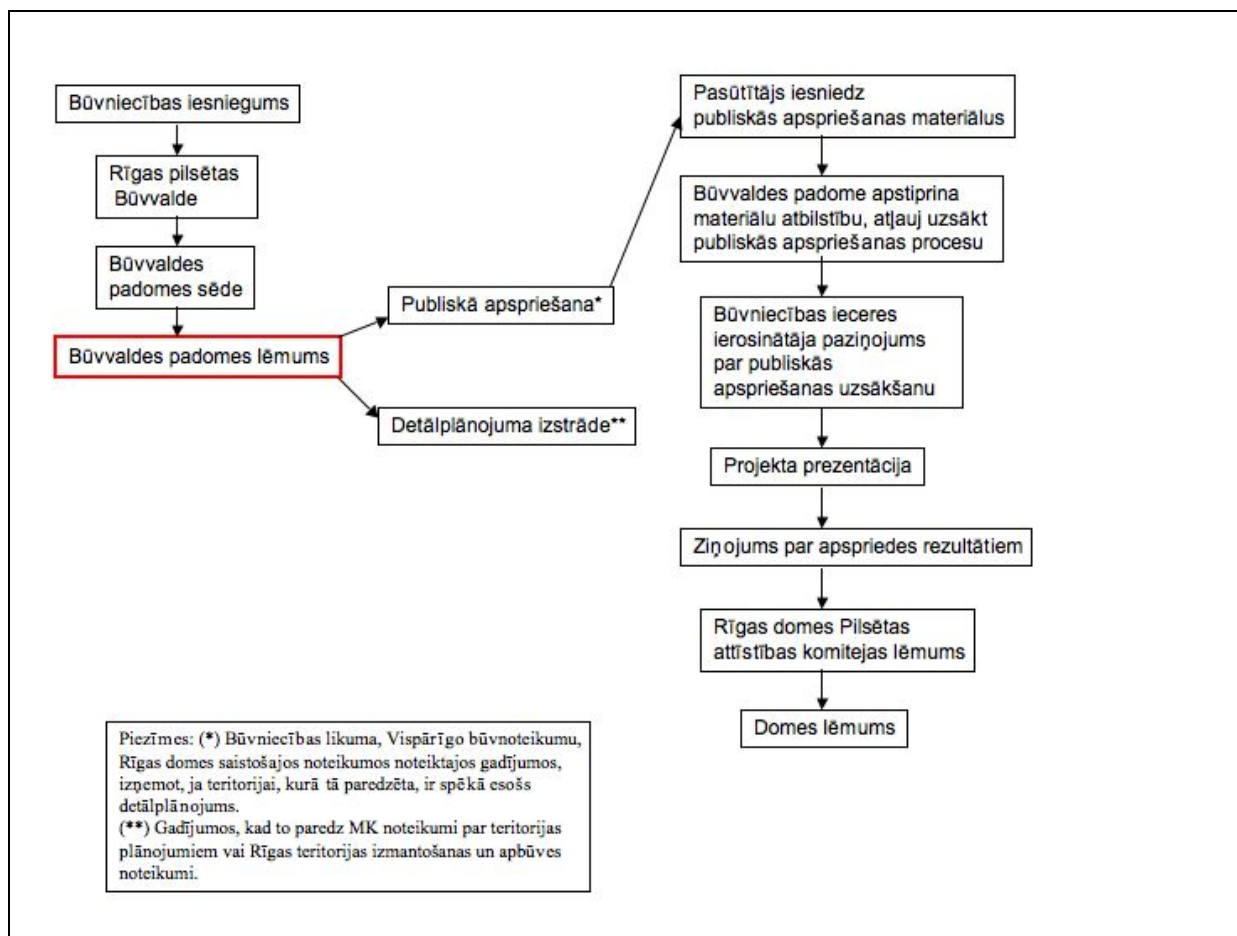 Būvniecības iesniegums
Rīgas pilsētas
Būvvalde
Būvvaldes
padomes sēde
Būvvaldes padomes lēmums
Publiskā apspriešana*
Detālplānojuma izstrāde**
Pasūtītājs iesniedz
publiskās apspriešanas materiālus
Būvvaldes padome apstiprina
materiālu atbilstību, atļauj uzsākt
publiskās apspriešanas procesu
Būvniecības ieceres
ierosinātāja paziņojums
par publiskās
apspriešanas uzsākšanu
Projekta prezentācija
Ziņojums par apspriedes rezultātiem
Rīgas domes Pilsētas
attīstības komitejas lēmums
Domes lēmums
Piezīmes: (*) Būvniecības likuma, Vispārīgo būvnoteikumu,
Rīgas domes saistošajos noteikumos noteiktajos gadījumos,
izņemot, ja teritorijai, kurā tā paredzēta, ir spēkā esošs
detālplānojums.
(**) Gadījumos, kad to paredz MK noteikumi par teritorijas
plānojumiem vai Rīgas teritorijas izmantošanas un apbūves
noteikumi.